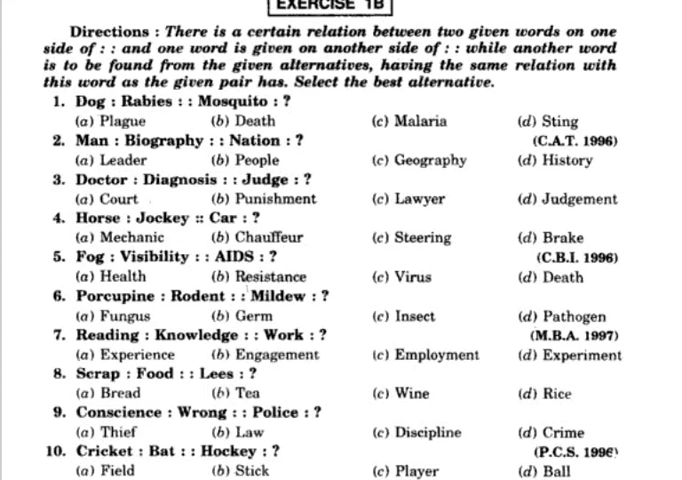 EXERCISE 1B
Directions : There is a certain relation between two given words on one
side of : : and one word is given on another side of : : while another word
is to be found from the given alternatives, having the same relation with
this word as the given pair has. Select the best alternative.
1. Dog : Rabies : : Mosquito : ?
(a) Plague (b) Death (c) Malaria (d) Sting
2. Man : Biography : : Nation : ? (C.A.T. 1996)
(a) Leader (b) People (c) Geography (d) History
3. Doctor : Diagnosis : : Judge : ?
(a) Court (b) Punishment (c) Lawyer (d) Judgement
4. Horse : Jockey :: Car : ?
(a) Mechanic (b) Chauffeur (c) Steering (d) Brake
5. Fog : Visibility : : AIDS : ? (C.B.I. 1996)
(a) Health (b) Resistance (c) Virus (d) Death
6. Porcupine : Rodent : : Mildew : ?
(a) Fungus (b) Germ (c) Insect (d) Pathogen
7. Reading : Knowledge : : Work : ? (M.B.A. 1997)
(a) Experience (b) Engagement (c) Employment (d) Experiment
8. Scrap : Food : : Lees : ?
(a) Bread (b) Tea (c) Wine (d) Rice
9. Conscience : Wrong : : Police : ?
(a) Thief (b) Law (c) Discipline (d) Crime
10. Cricket : Bat : : Hockey : ? (P.C.S. 1996)
(a) Field (b) Stick (c) Player (d) Ball